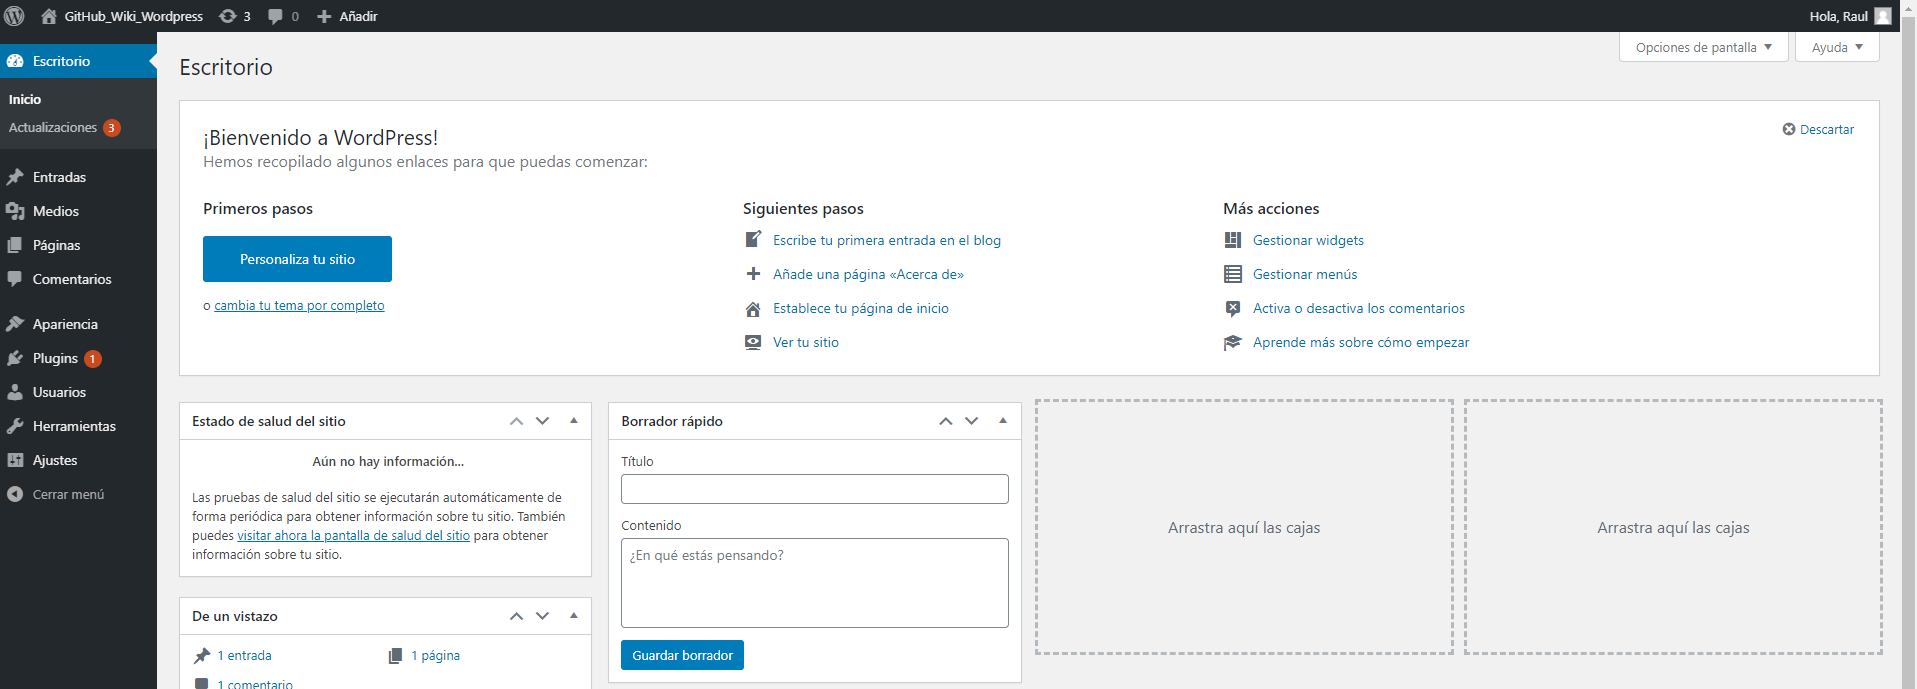 GitHub_Wiki_Wordpress 3 0 Añadir Hola, Raul
Escritorio
Inicio
Actualizaciones 3
Entradas
Medios
Páginas
Comentarios
Apariencia
Plugins 1
Usuarios
Herramientas
Ajustes
Cerrar menú
Opciones de pantalla Ayuda
Escritorio
¡Bienvenido a WordPress!
Descartar
Hemos recopilado algunos enlaces para que puedas comenzar:
Primeros pasos
Personaliza tu sitio
o cambia tu tema por completo
Siguientes pasos
Escribe tu primera entrada en el blog
Añade una página «Acerca de»
Establece tu página de inicio
Ver tu sitio
Más acciones
Gestionar widgets
Gestionar menús
Activa o desactiva los comentarios
Aprende más sobre cómo empezar
Estado de salud del sitio
Aún no hay información...
Las pruebas de salud del sitio se ejecutarán automáticamente de
forma periódica para obtener información sobre tu sitio. También
puedes visitar ahora la pantalla de salud del sitio para obtener
información sobre tu sitio.
De un vistazo
1 entrada 1 página
1 comentario
Borrador rápido
Título
Contenido
¿En qué estás pensando?
Guardar borrador
Arrastra aquí las cajas
Arrastra aquí las cajas